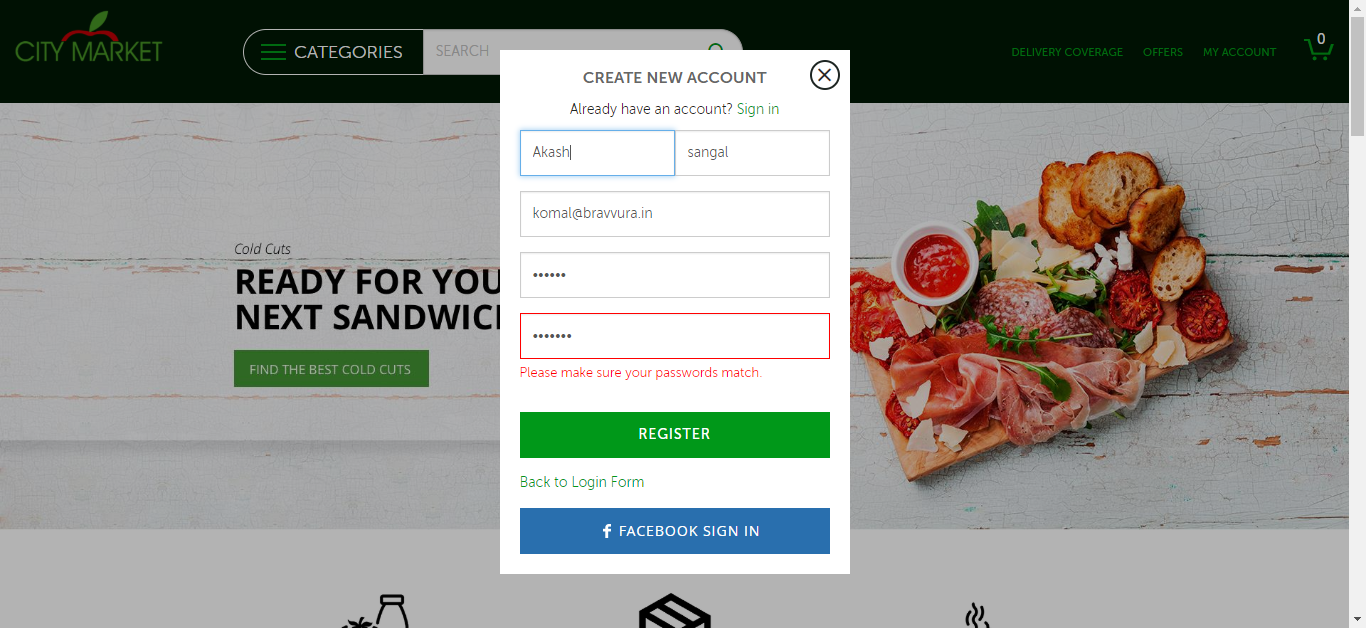 CITY MARKET
CATEGORIES
SEARCH
DELIVERY COVERAGE
OFFERS
MY ACCOUNT
0
CREATE NEW ACCOUNT
Already have an account? Sign in
Akash
sangal
komal@bravvura.in
••••••
•••••••
Please make sure your passwords match.
REGISTER
Back to Login Form
FACEBOOK SIGN IN
Cold Cuts
READY FOR YOU
NEXT SANDWIC
FIND THE BEST COLD CUTS